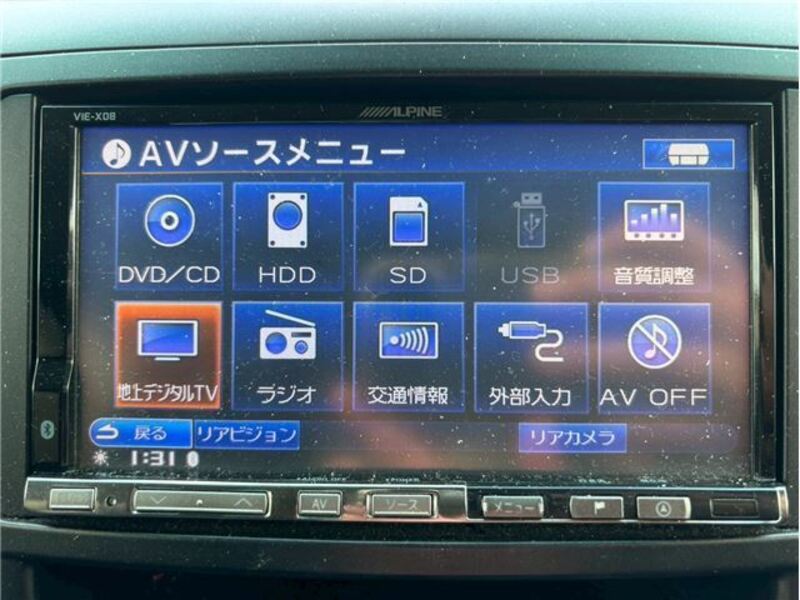 VIE-X08
ALPINE
AVソースメニュー
DVD／CD
HDD
SD
USB
音質調整
地上デジタルTV
ラジオ
交通情報
外部入力
AV OFF
戻る
リアビジョン
リアカメラ
1:31
AV
ソース
メニュー